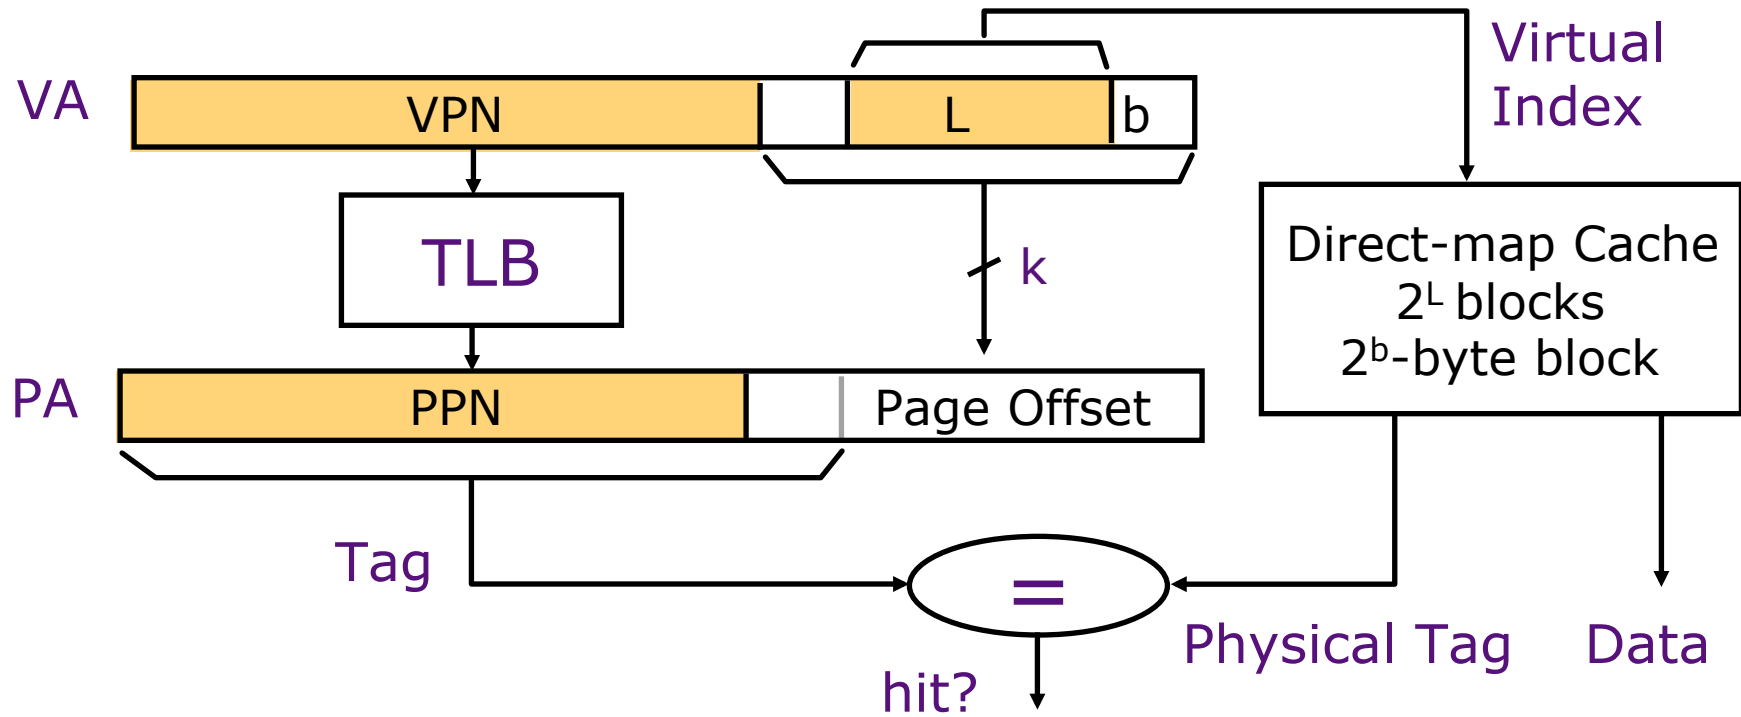 Virtual
Index
VA
VPN
L
b
TLB
k
Direct-map Cache
2ᴸ blocks
2ᵇ-byte block
PA
PPN
Page Offset
Tag
=
Physical Tag
Data
hit?